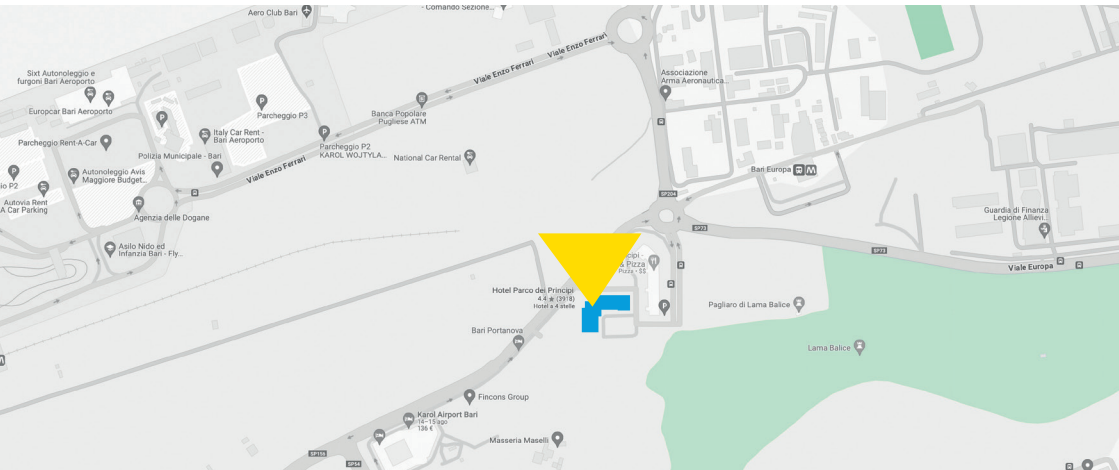 Aero Club Bari
- Comando Sezione...
Viale Enzo Ferrari
Viale Enzo Ferrari
Sixt Autonoleggio e
furgoni Bari Aeroporto
Europcar Bari Aeroporto
P
P
Parcheggio P3
Banca Popolare
Pugliese ATM
Associazione
Arma Aeronautica...
Parcheggio Rent-A-Car
Italy Car Rent -
Bari Aeroporto
P
Parcheggio P2
KAROL WOJTYLA...
Polizia Municipale - Bari
National Car Rental
Viale Enzo Ferrari
Bari Europa
M
P
P2
Autonoleggio Avis
Maggiore Budget...
Autovia Rent
A Car Parking
SP204
Agenzia delle Dogane
Guardia di Finanza
Legione Allievi...
SP73
Asilo Nido ed
Infanzia Bari - Fly...
SP73
Viale Europa
cipi -
& Pizza
Pizza • $$
Hotel Parco dei Principi
4.4 ★ (3918)
Hotel a 4 stelle
P
Pagliaro di Lama Balice
Bari Portanova
Lama Balice
Fincons Group
Karol Airport Bari
14–15 ago
136 €
Masseria Maselli
SP156
SP54